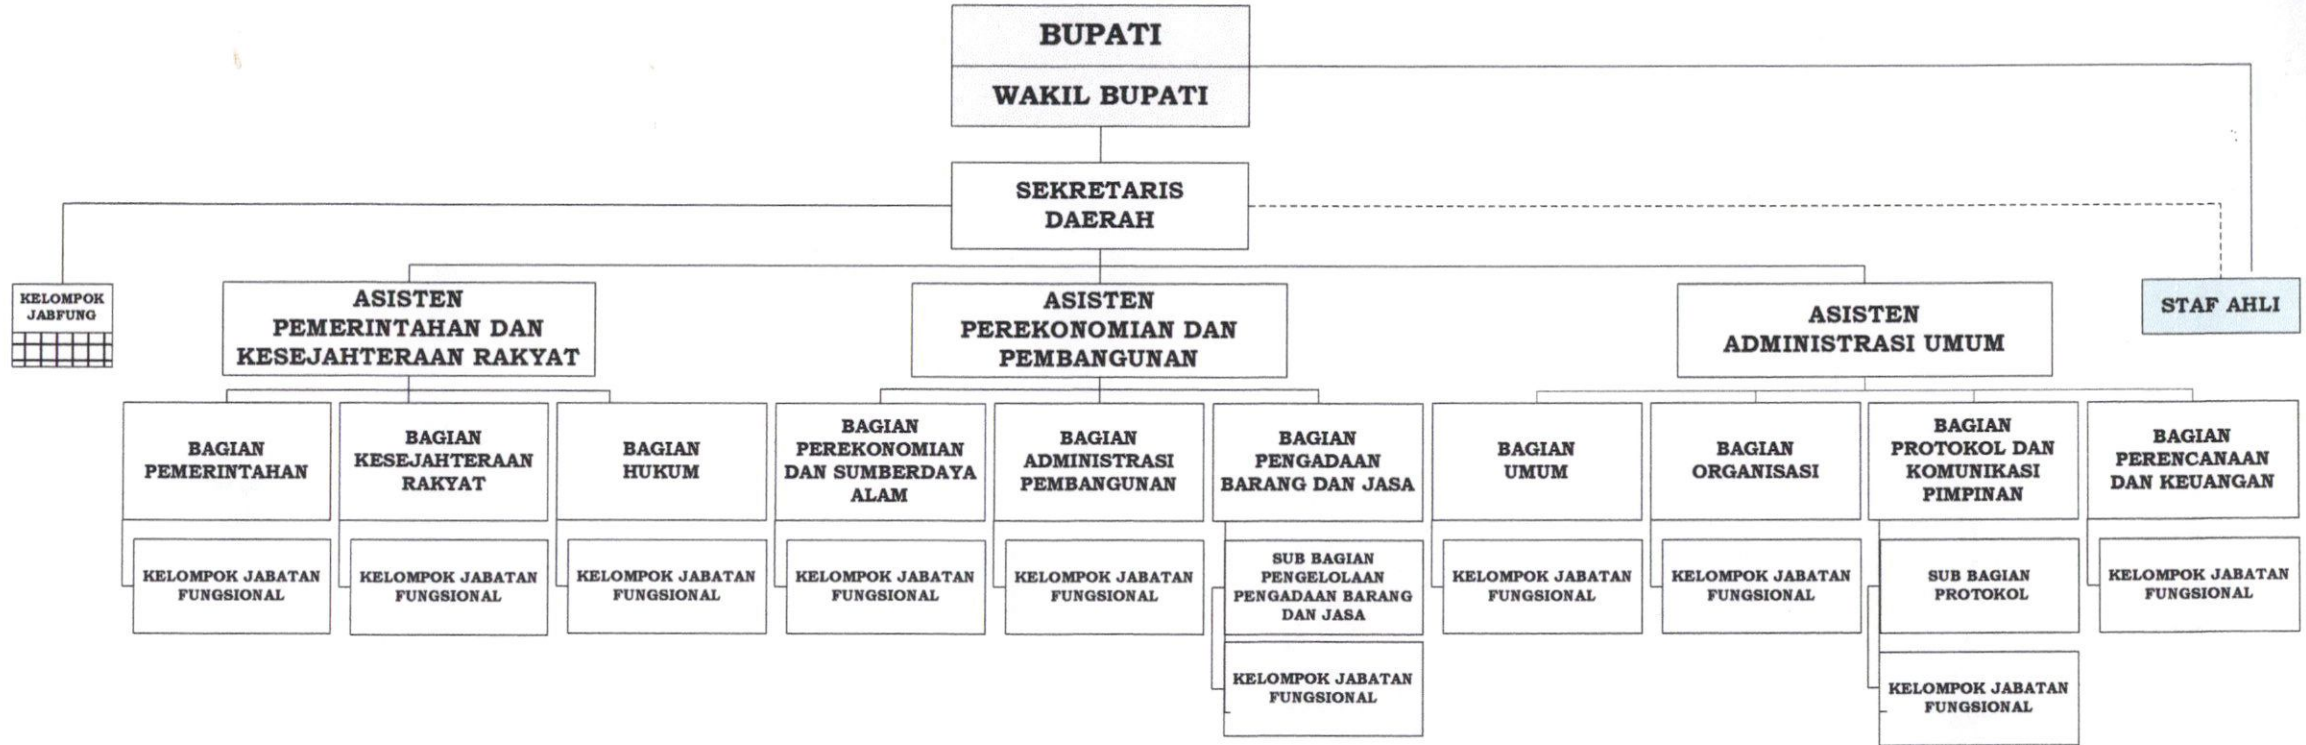 BUPATI
WAKIL BUPATI
SEKRETARIS
DAERAH
KELOMPOK
JABFUNG
ASISTEN
PEMERINTAHAN DAN
KESEJAHTERAAN RAKYAT
ASISTEN
PEREKONOMIAN DAN
PEMBANGUNAN
ASISTEN
ADMINISTRASI UMUM
STAF AHLI
BAGIAN
PEMERINTAHAN
BAGIAN
KESEJAHTERAAN
RAKYAT
BAGIAN
HUKUM
BAGIAN
PEREKONOMIAN
DAN SUMBERDAYA
ALAM
BAGIAN
ADMINISTRASI
PEMBANGUNAN
BAGIAN
PENGADAAN
BARANG DAN JASA
BAGIAN
UMUM
BAGIAN
ORGANISASI
BAGIAN
PROTOKOL DAN
KOMUNIKASI
PIMPINAN
BAGIAN
PERENCANAAN
DAN KEUANGAN
KELOMPOK JABATAN
FUNGSIONAL
KELOMPOK JABATAN
FUNGSIONAL
KELOMPOK JABATAN
FUNGSIONAL
KELOMPOK JABATAN
FUNGSIONAL
KELOMPOK JABATAN
FUNGSIONAL
SUB BAGIAN
PENGELOLAAN
PENGADAAN BARANG
DAN JASA
KELOMPOK JABATAN
FUNGSIONAL
KELOMPOK JABATAN
FUNGSIONAL
SUB BAGIAN
PROTOKOL
KELOMPOK JABATAN
FUNGSIONAL
KELOMPOK JABATAN
FUNGSIONAL
KELOMPOK JABATAN
FUNGSIONAL